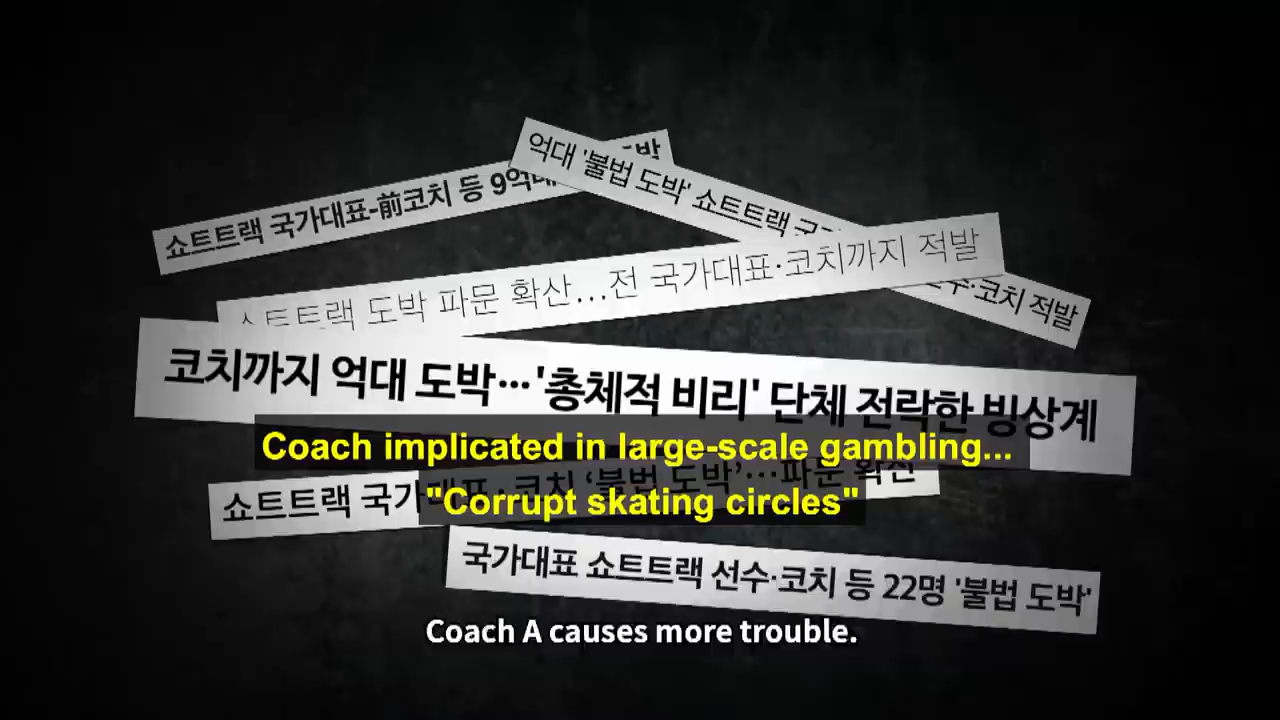 억대 '불법 도박' 쇼트트랙
쇼트트랙 국가대표-前코치 등 9억대
쇼트트랙 도박 파문 확산...전 국가대표·코치까지 적발
코치 적발
코치까지 억대 도박…'총체적 비리' 단체 전락한 빙상계
Coach implicated in large-scale gambling...
쇼트트랙 국가대표·코치 ‘불법 도박’…파문 확산
"Corrupt skating circles"
국가대표 쇼트트랙 선수·코치 등 22명 '불법 도박'
Coach A causes more trouble.